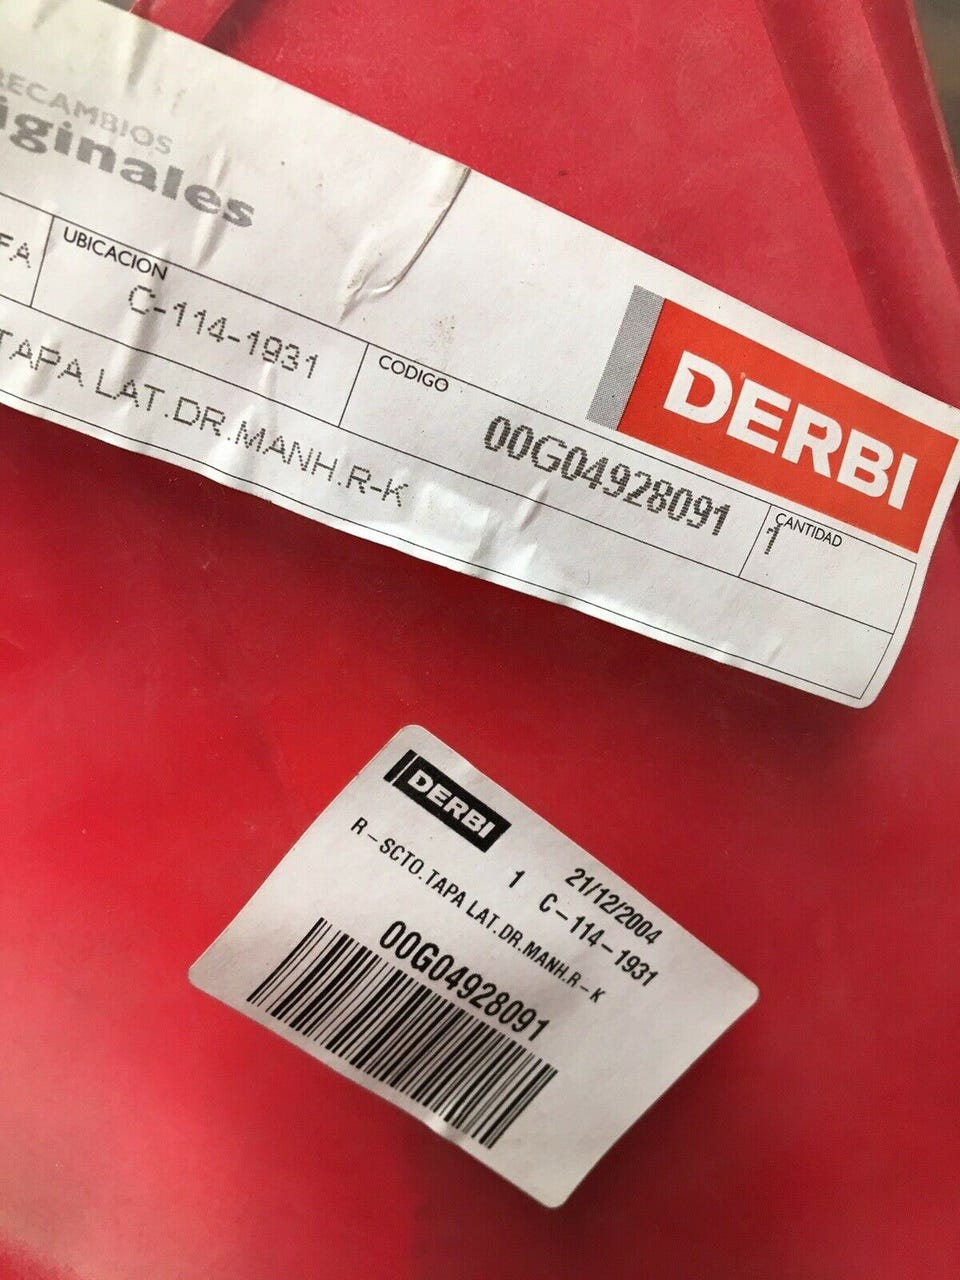 RECAMBIOS
iginales
DERBI
FA
UBICACION
C-114-1931
CODIGO
00G04928091
CANTIDAD
1
TAPA LAT.DR.MANH.R-K
DERBI
21/12/2004
1 C-114-1931
R-SCTO.TAPA LAT.DR.MANH.R-K
00G04928091